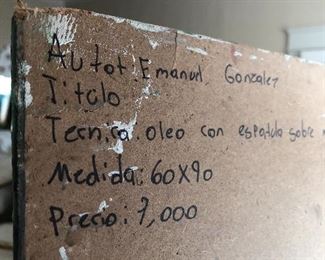 Autor Emanuel Gonzalez
Titulo
Tecnica: oleo con espatula sobre
Medida: 60x90
precio: 7,000